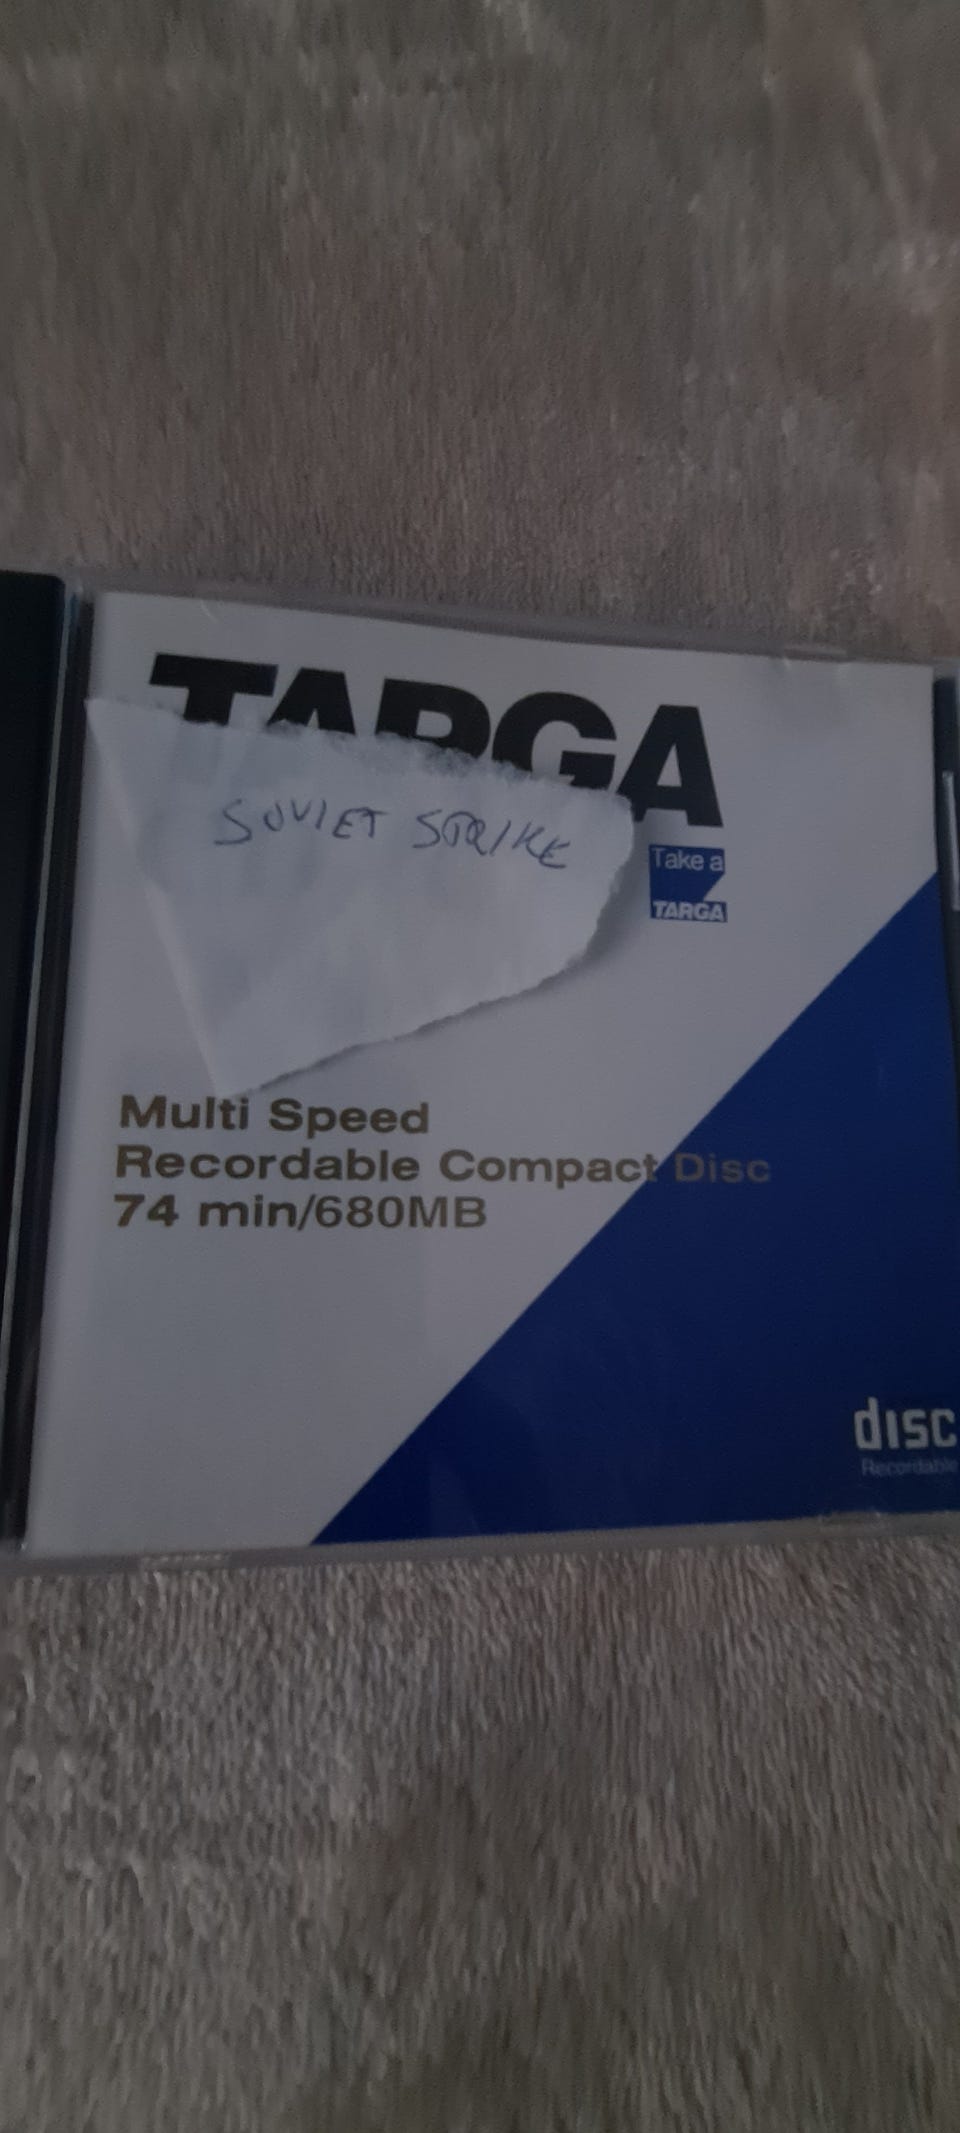 TARGA
SOVIET STRIKE
Take a
TARGA
Multi Speed
Recordable Compact Disc
74 min/680MB
disc
Recordable